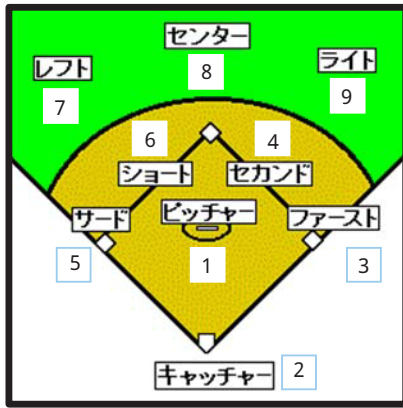 センター
8
レフト
7
ライト
9
6
ショート
4
セカンド
サード
5
ピッチャー
1
ファースト
3
キャッチャー
2